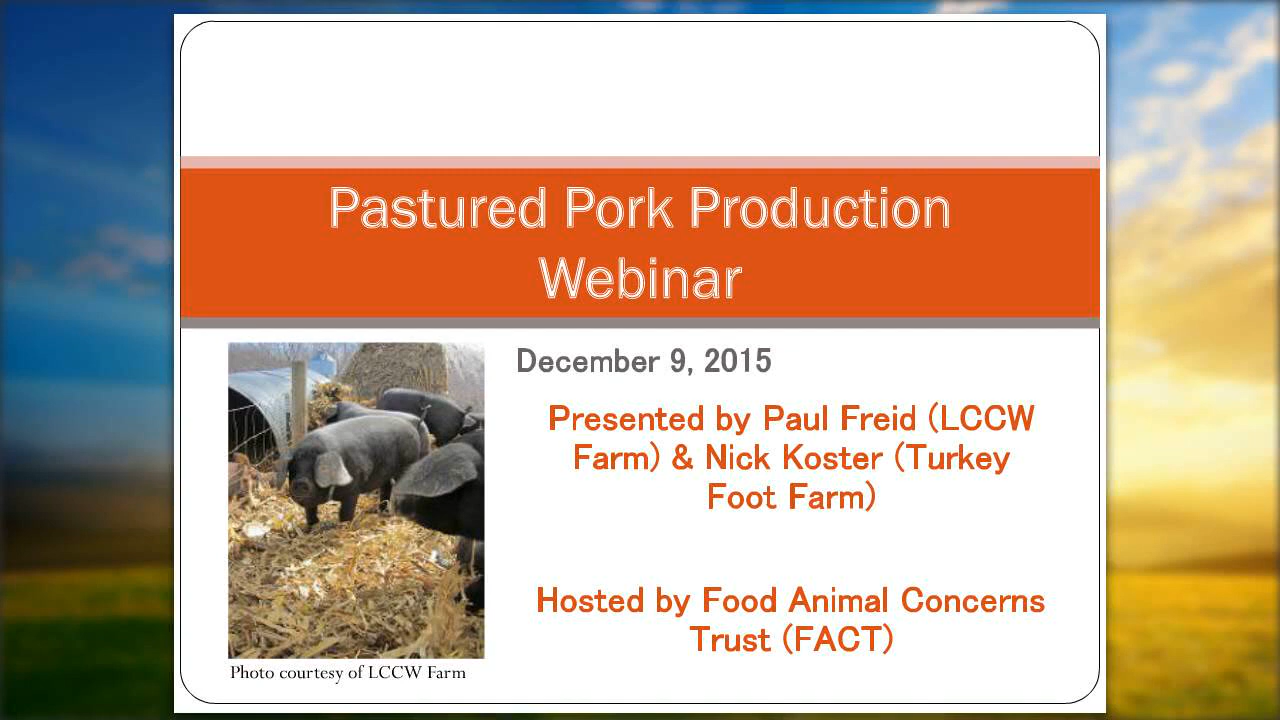 Pastured Pork Production
Webinar
December 9, 2015
Presented by Paul Freid (LCCW
Farm) & Nick Koster (Turkey
Foot Farm)
Hosted by Food Animal Concerns
Trust (FACT)
Photo courtesy of LCCW Farm